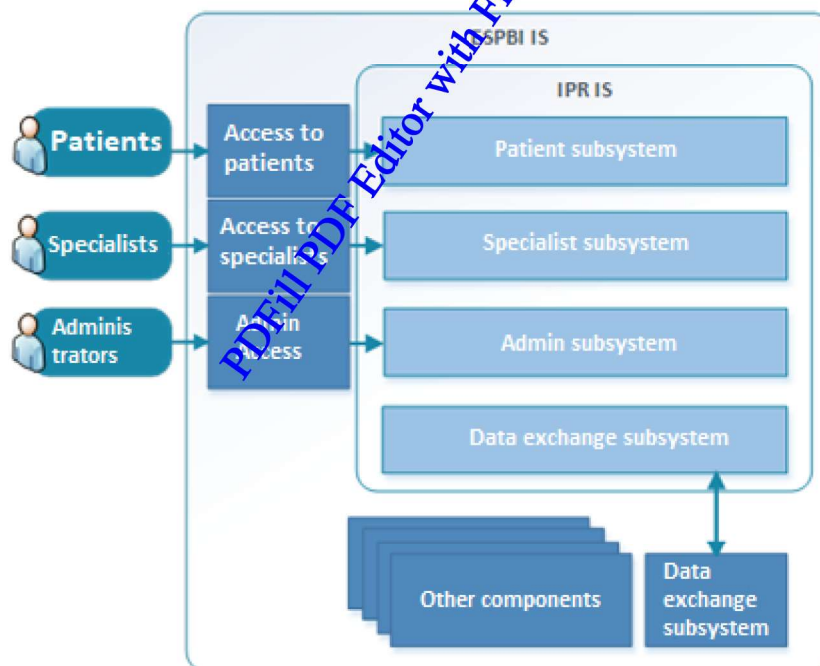 ESPBI IS
IPR IS
Patients
Access to
patients
Patient subsystem
Specialists
Access to
specialists
Specialist subsystem
Adminis
trators
Admin
Access
Admin subsystem
Data exchange subsystem
Other components
Data
exchange
subsystem
PDFill PDF Editor with